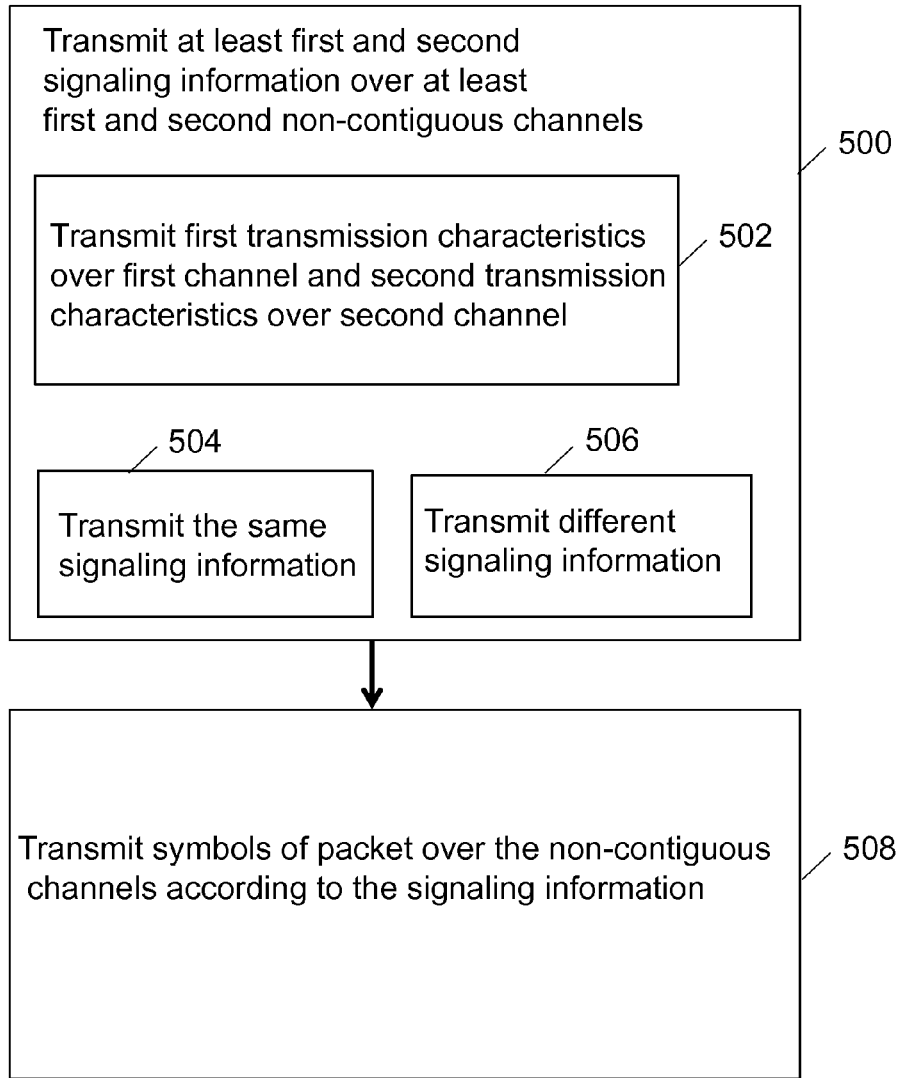 Transmit at least first and second
signaling information over at least
first and second non-contiguous channels
500
Transmit first transmission characteristics
over first channel and second transmission
characteristics over second channel
502
504
506
Transmit the same
signaling information
Transmit different
signaling information
Transmit symbols of packet over the non-contiguous
channels according to the signaling information
508